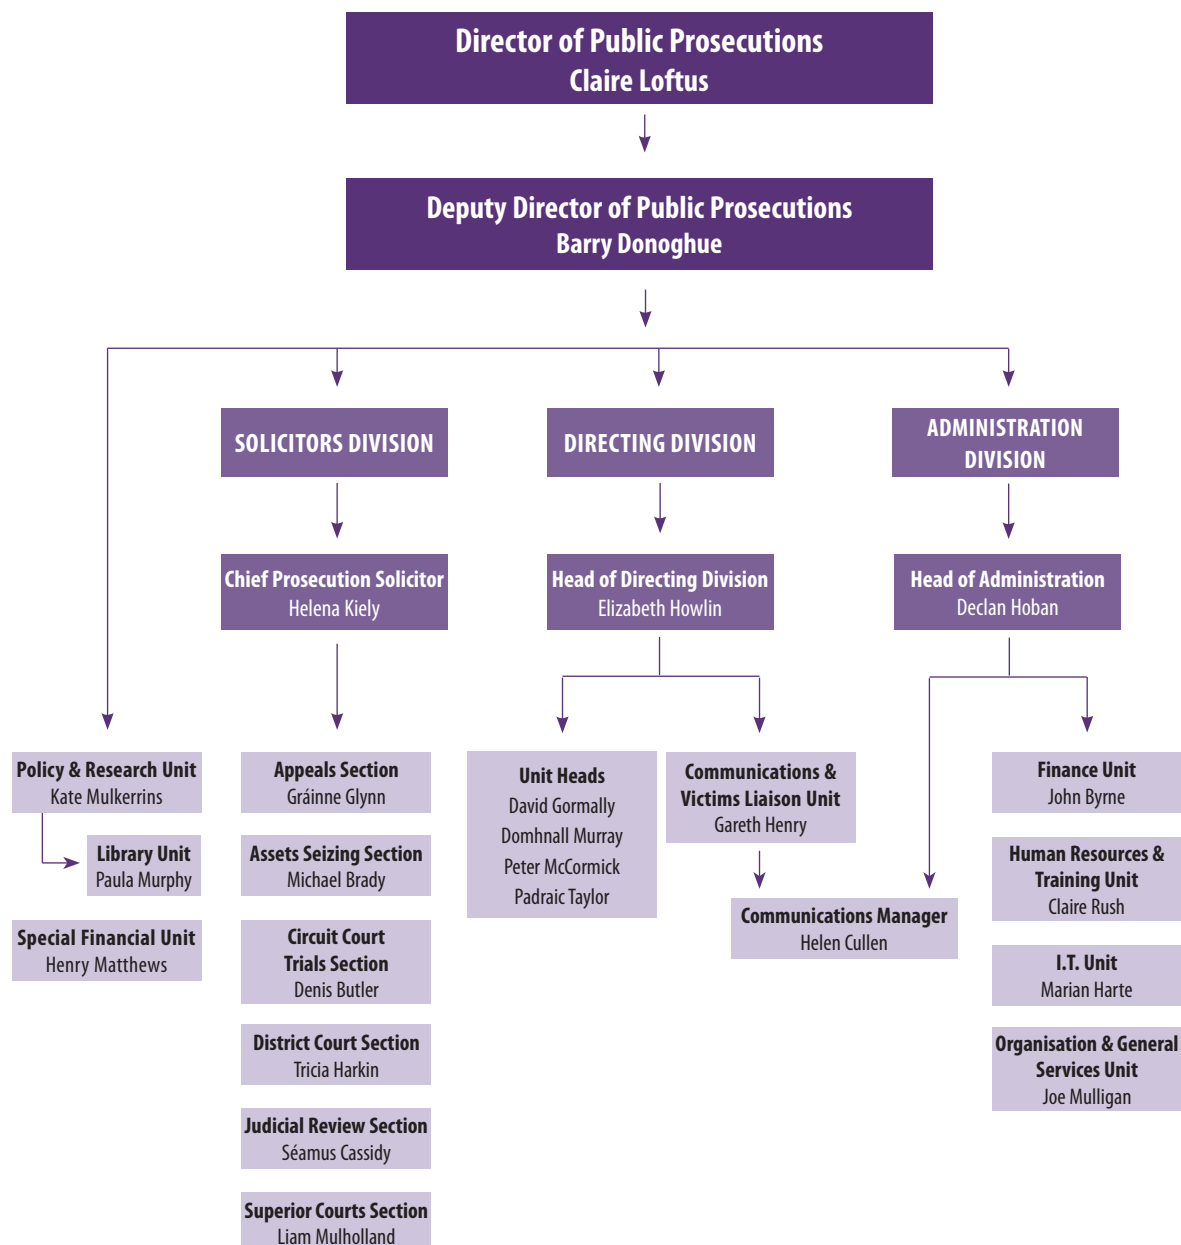 Director of Public Prosecutions
Claire Loftus
Deputy Director of Public Prosecutions
Barry Donoghue
SOLICITORS DIVISION
DIRECTING DIVISION
ADMINISTRATION
DIVISION
Chief Prosecution Solicitor
Helena Kiely
Head of Directing Division
Elizabeth Howlin
Head of Administration
Declan Hoban
Policy & Research Unit
Kate Mulkerrins
Library Unit
Paula Murphy
Special Financial Unit
Henry Matthews
Appeals Section
Gráinne Glynn
Assets Seizing Section
Michael Brady
Circuit Court
Trials Section
Denis Butler
District Court Section
Tricia Harkin
Judicial Review Section
Séamus Cassidy
Superior Courts Section
Liam Mulholland
Unit Heads
David Gormally
Domhnall Murray
Peter McCormick
Padraic Taylor
Communications &
Victims Liaison Unit
Gareth Henry
Communications Manager
Helen Cullen
Finance Unit
John Byrne
Human Resources &
Training Unit
Claire Rush
I.T. Unit
Marian Harte
Organisation & General
Services Unit
Joe Mulligan